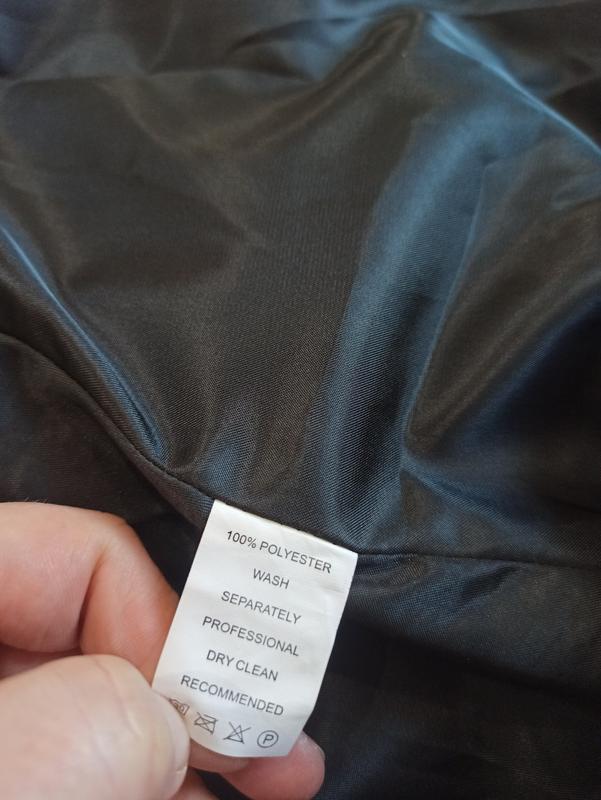 100% POLYESTER
WASH
SEPARATELY
PROFESSIONAL
DRY CLEAN
RECOMMENDED
P